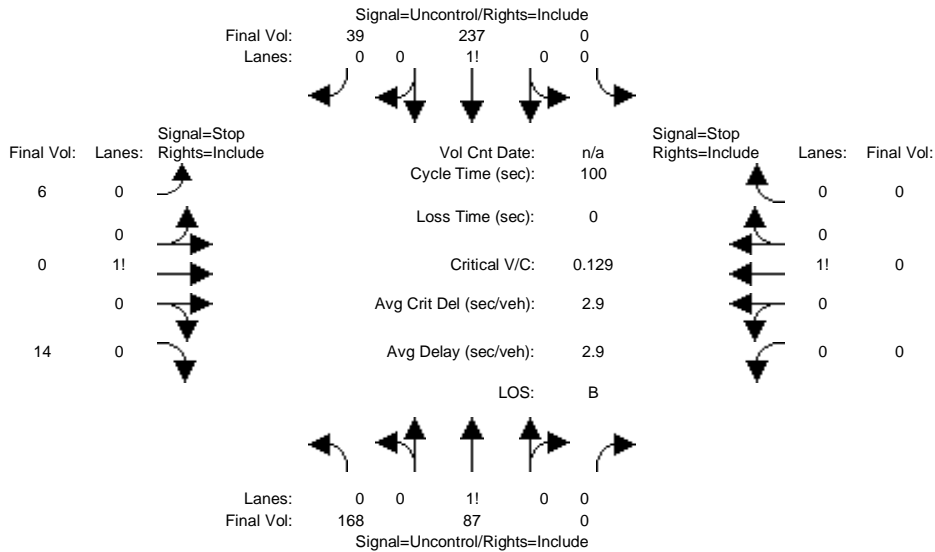 Signal=Uncontrol/Rights=Include
Final Vol: 39 237 0
Lanes: 0 0 1! 0 0
Signal=Stop Signal=Stop
Final Vol: Lanes: Rights=Include Vol Cnt Date: n/a Rights=Include Lanes: Final Vol:
Cycle Time (sec): 100
6 0 0 0
Loss Time (sec): 0
0 0
0 1! Critical V/C: 0.129 1! 0
0 Avg Crit Del (sec/veh): 2.9 0
14 0 Avg Delay (sec/veh): 2.9 0 0
LOS: B
Lanes: 0 0 1! 0 0
Final Vol: 168 87 0
Signal=Uncontrol/Rights=Include